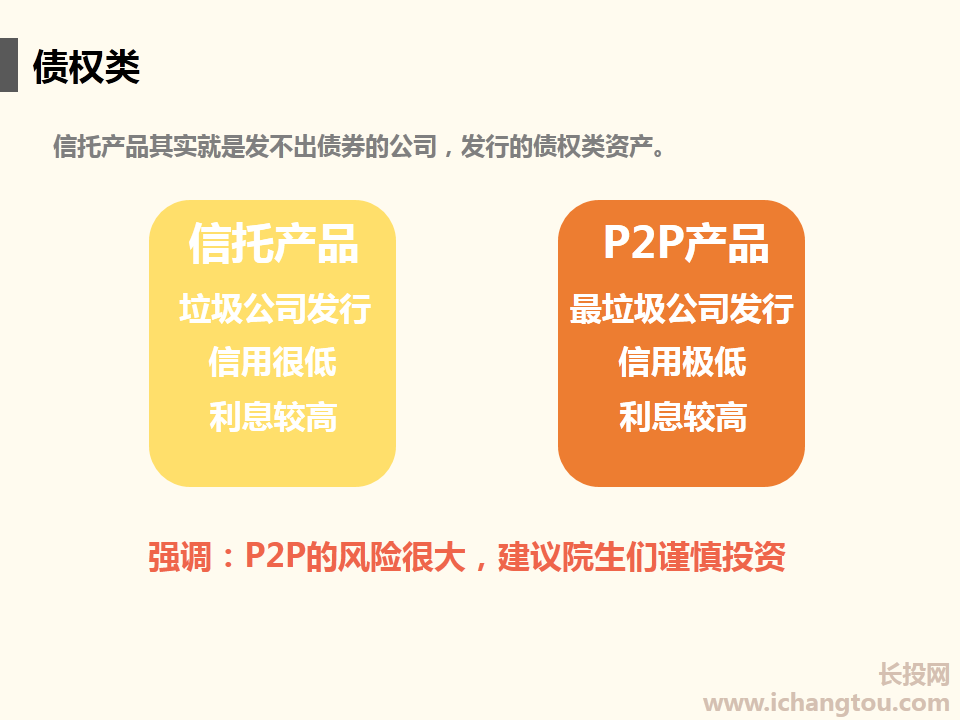 债权类
信托产品其实就是发不出债券的公司，发行的债权类资产。
信托产品
垃圾公司发行
信用很低
利息较高
P2P产品
最垃圾公司发行
信用极低
利息较高
强调：P2P的风险很大，建议院生们谨慎投资
长投网
www.ichangtou.com